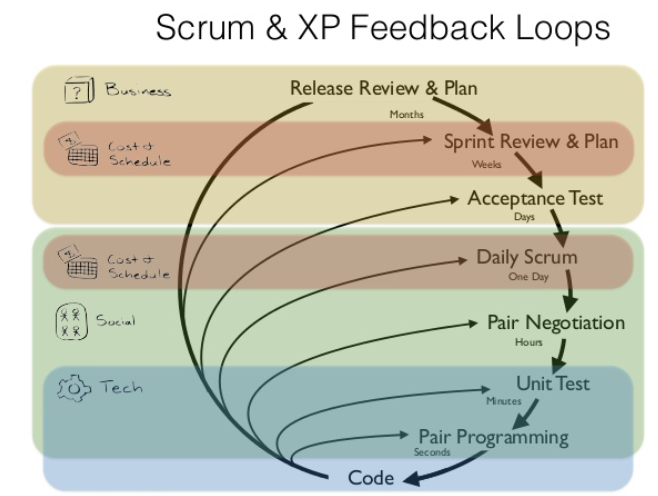 Scrum & XP Feedback Loops
?
Business
Release Review & Plan
Months
Cost &
Schedule
Sprint Review & Plan
Weeks
Acceptance Test
Days
Cost &
Schedule
Daily Scrum
One Day
Social
Pair Negotiation
Hours
Tech
Unit Test
Minutes
Pair Programming
Seconds
Code